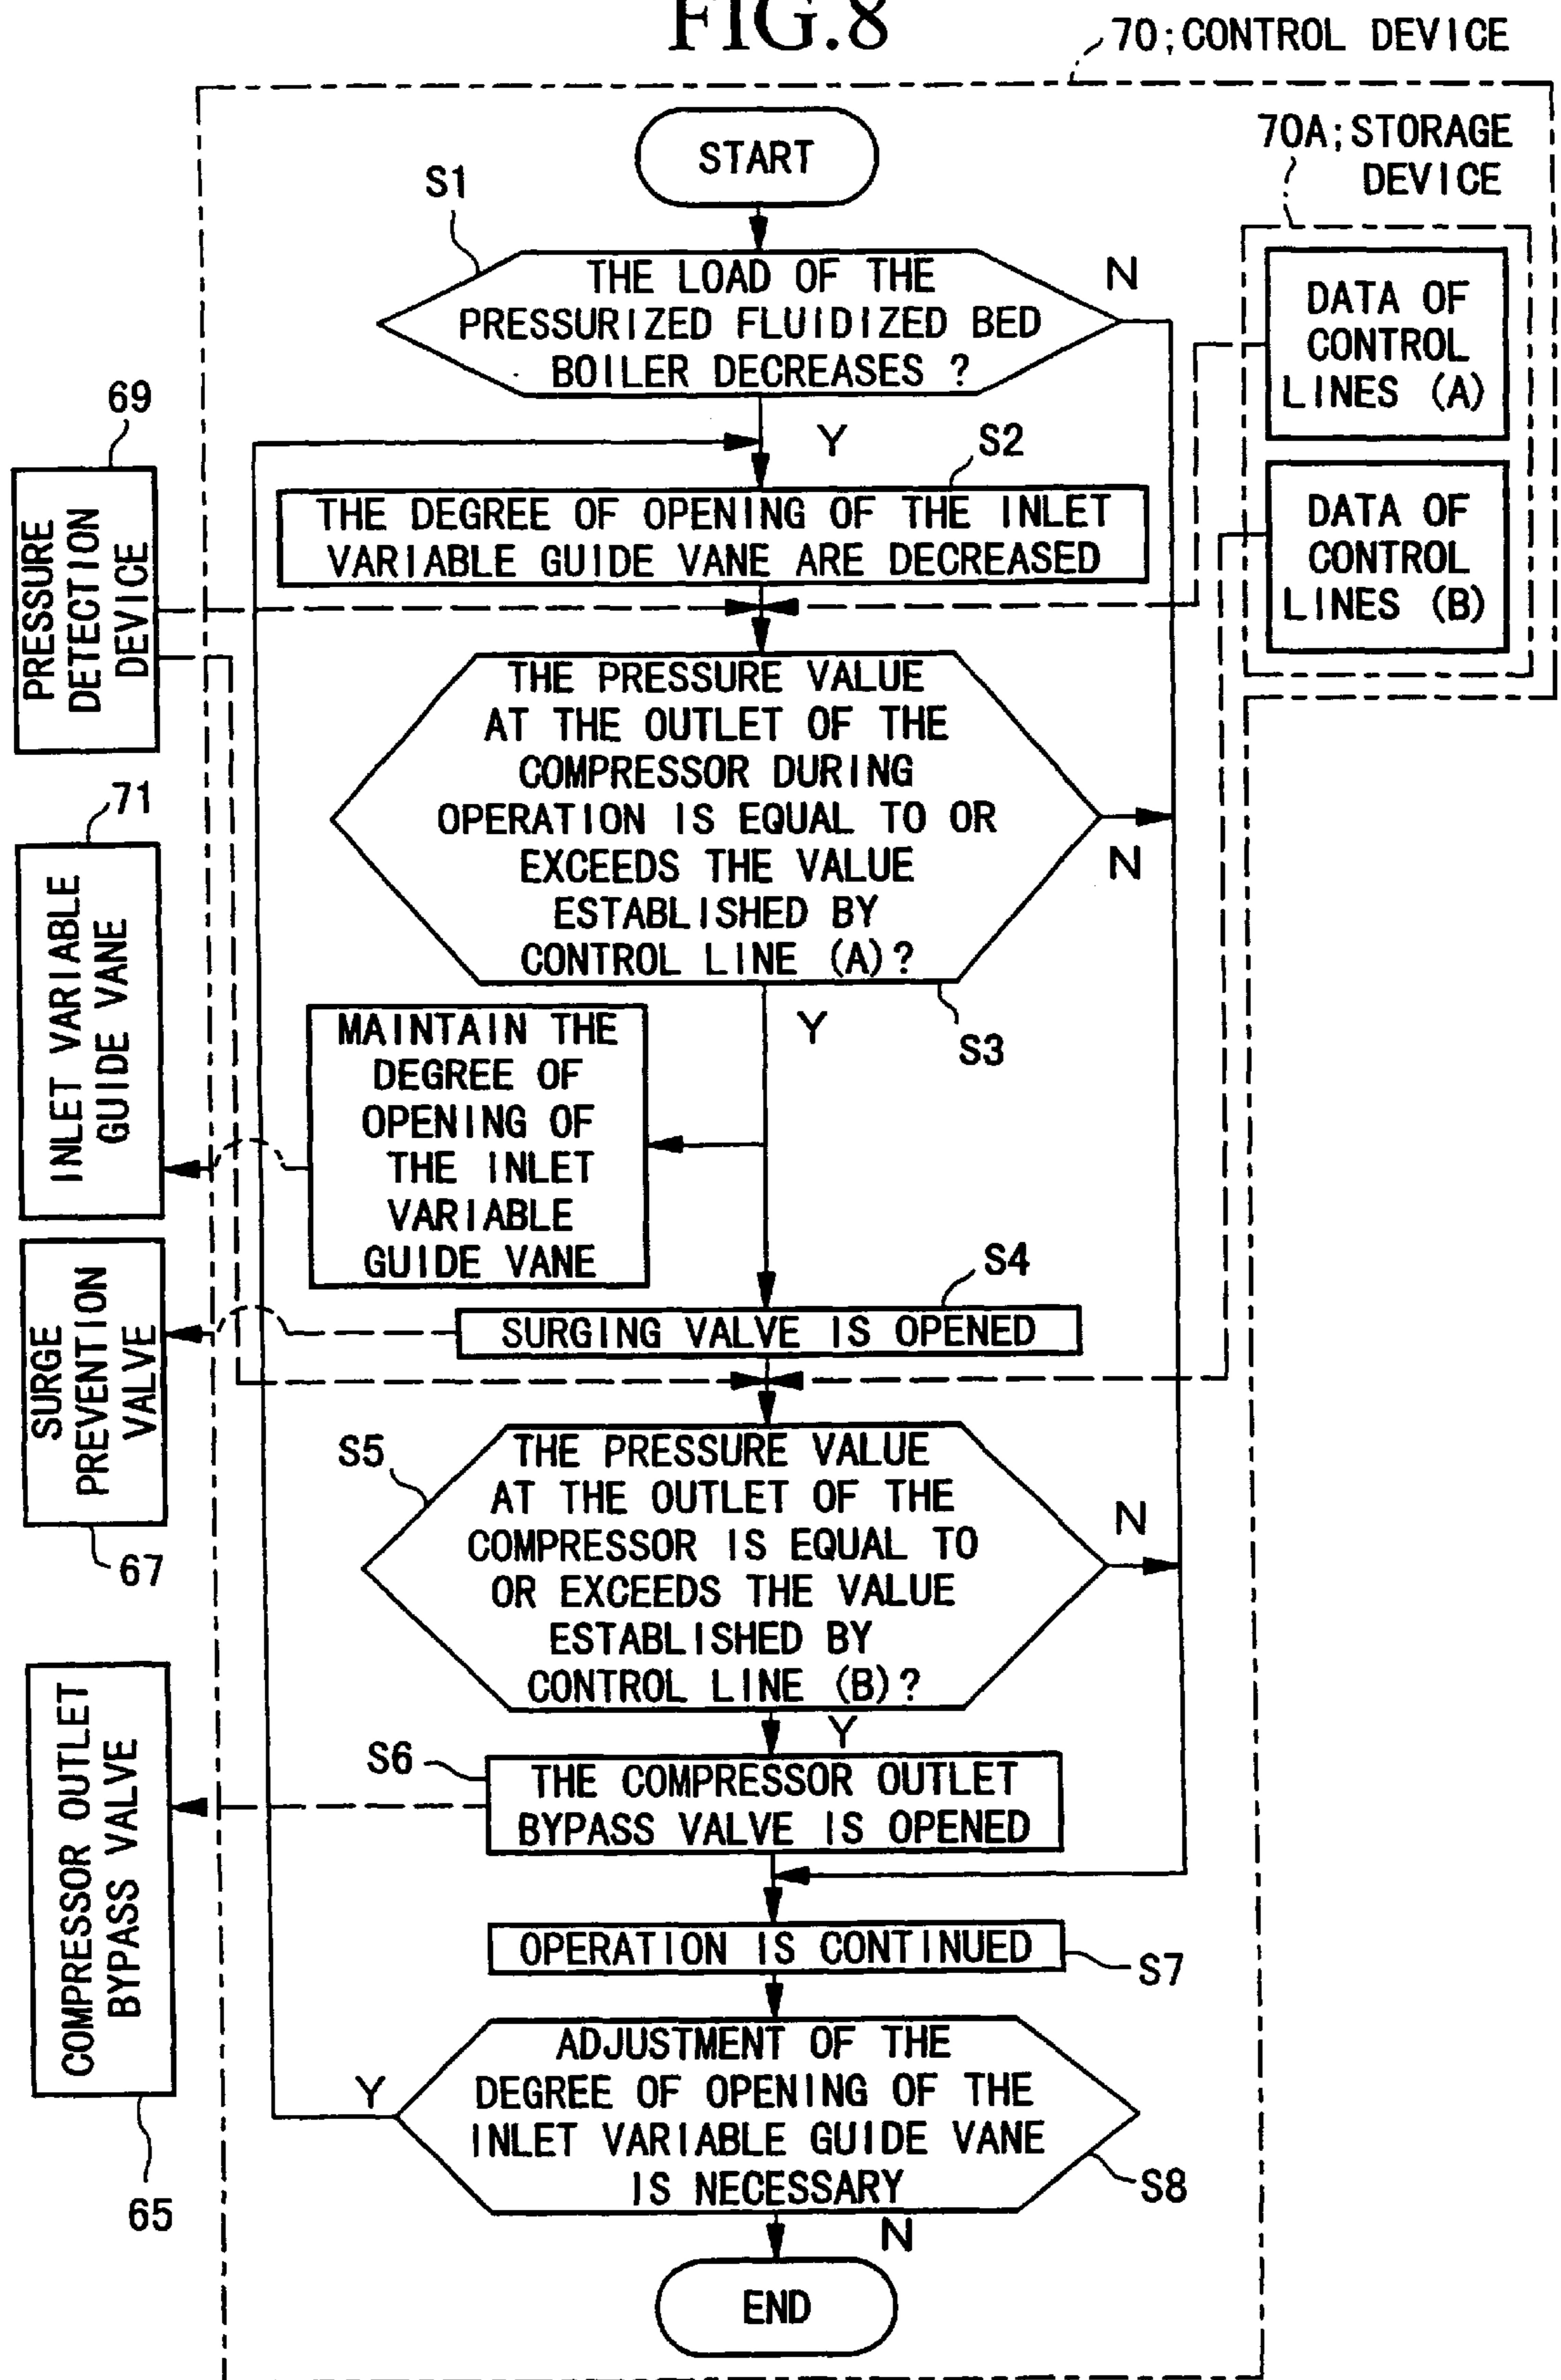 FIG.8
70;CONTROL DEVICE
70A;STORAGE
DEVICE
START
S1
THE LOAD OF THE
PRESSURIZED FLUIDIZED BED
BOILER DECREASES ?
N
Y
DATA OF
CONTROL
LINES (A)
DATA OF
CONTROL
LINES (B)
69
PRESSURE
DETECTION
DEVICE
S2
THE DEGREE OF OPENING OF THE INLET
VARIABLE GUIDE VANE ARE DECREASED
THE PRESSURE VALUE
AT THE OUTLET OF THE
COMPRESSOR DURING
OPERATION IS EQUAL TO OR
EXCEEDS THE VALUE
ESTABLISHED BY
CONTROL LINE (A)?
N
Y
S3
71
INLET VARIABLE
GUIDE VANE
MAINTAIN THE
DEGREE OF
OPENING OF
THE INLET
VARIABLE
GUIDE VANE
S4
SURGING VALVE IS OPENED
SURGE
PREVENTION
VALVE
67
S5
THE PRESSURE VALUE
AT THE OUTLET OF THE
COMPRESSOR IS EQUAL TO
OR EXCEEDS THE VALUE
ESTABLISHED BY
CONTROL LINE (B)?
N
Y
S6
THE COMPRESSOR OUTLET
BYPASS VALVE IS OPENED
COMPRESSOR OUTLET
BYPASS VALVE
65
OPERATION IS CONTINUED
S7
ADJUSTMENT OF THE
DEGREE OF OPENING OF THE
INLET VARIABLE GUIDE VANE
IS NECESSARY
Y
S8
N
END